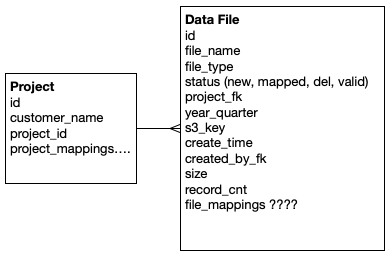 Project
id
customer_name
project_id
project_mappings....
Data File
id
file_name
file_type
status (new, mapped, del, valid)
project_fk
year_quarter
s3_key
create_time
created_by_fk
size
record_cnt
file_mappings ????